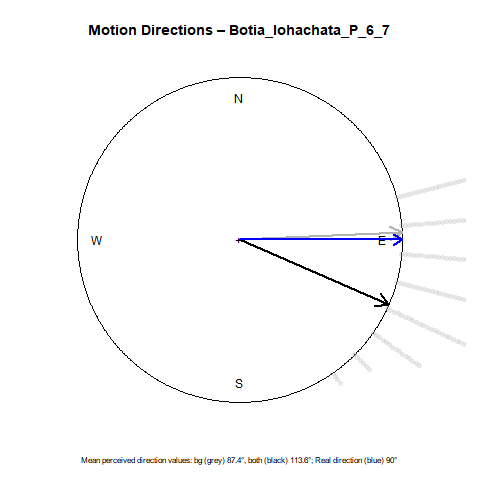 Motion Directions – Botia_lohachata_P_6_7
N
W
E
S
Mean perceived direction values: bg (grey) 87.4°, both (black) 113.6°; Real direction (blue) 90°